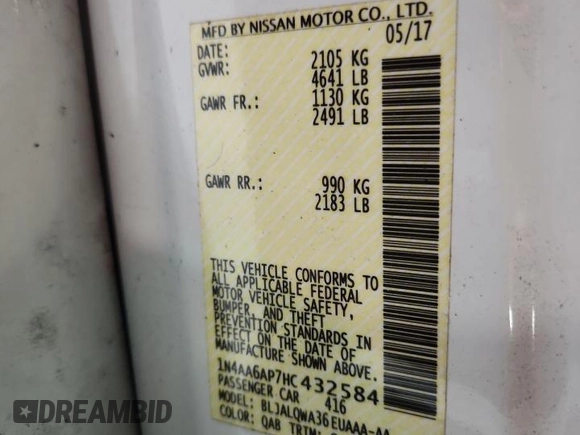 MFD BY NISSAN MOTOR CO., LTD.
DATE: 05/17
GVWR: 2105 KG
4641 LB
GAWR FR.: 1130 KG
2491 LB
GAWR RR.: 990 KG
2183 LB
THIS VEHICLE CONFORMS TO
ALL APPLICABLE FEDERAL
MOTOR VEHICLE SAFETY,
BUMPER, AND THEFT
PREVENTION STANDARDS IN
EFFECT ON THE DATE OF
MANUFACTURE SHOWN ABOVE.
1N4AA6AP7HC432584
PASSENGER CAR 416
MODEL: BLJALQWA36EUAAA-AA
COLOR: QAB TRIM:
DREAMBID